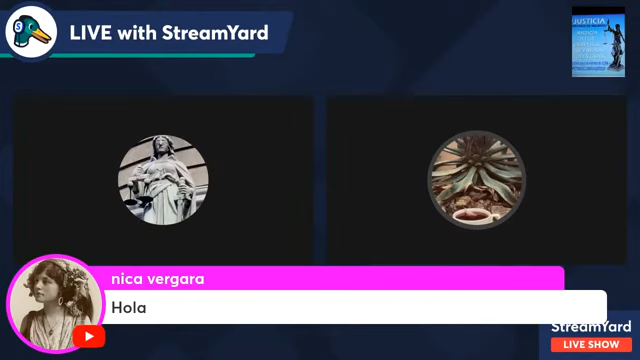 LIVE with StreamYard
JUSTICIA
nica vergara
Hola
StreamYard
LIVE SHOW